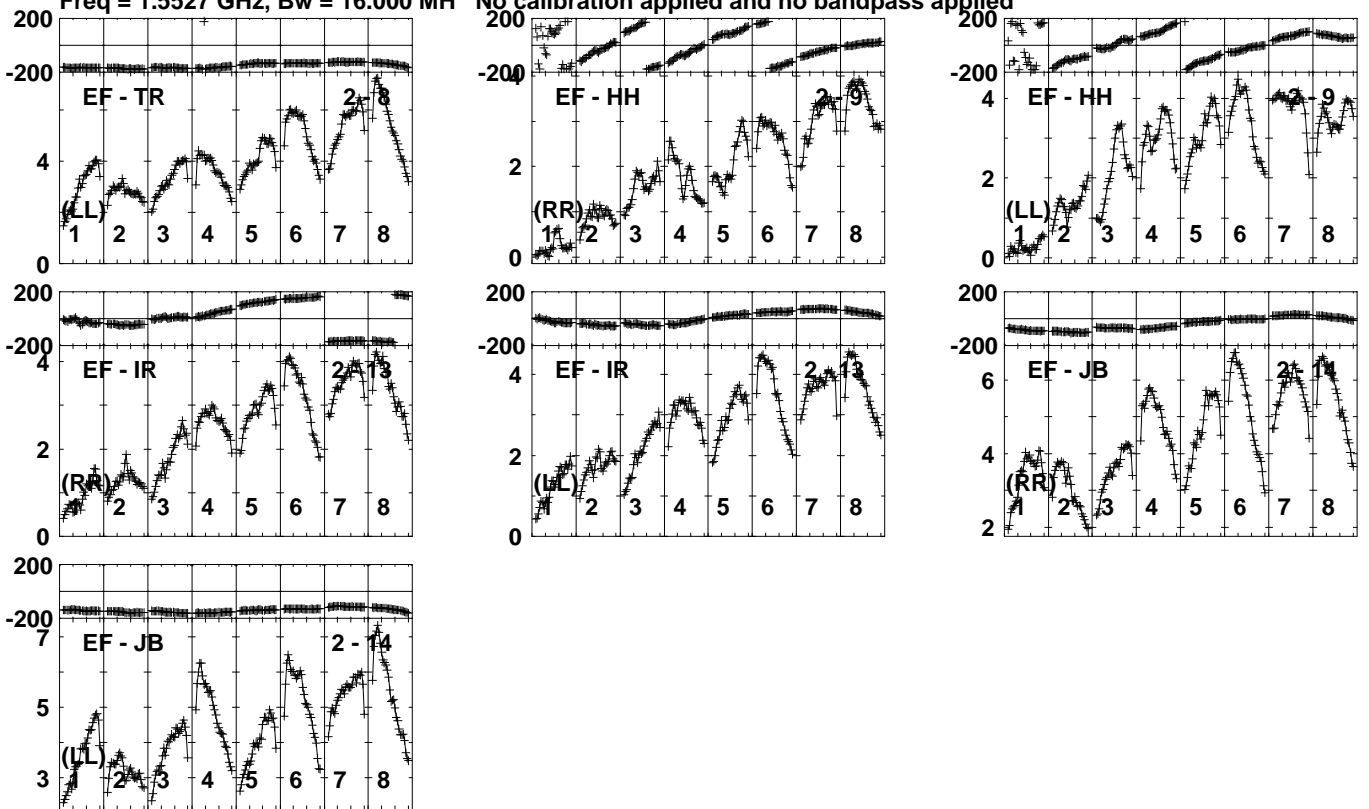 Freq = 1.5527 GHz, Bw = 16.000 MH No calibration applied and no bandpass applied
200
-200
EF - TR
2 - 8
4
(LL)
1 2 3 4 5 6 7 8
0
200
-200
4
EF - HH
2 - 9
2
(RR)
1 2 3 4 5 6 7 8
0
200
-200
4
EF - HH
2 - 9
2
(LL)
1 2 3 4 5 6 7 8
0
200
-200
4
EF - IR
2 - 13
2
(RR)
1 2 3 4 5 6 7 8
0
200
-200
4
EF - IR
2 - 13
2
(LL)
1 2 3 4 5 6 7 8
0
200
-200
6
EF - JB
2 - 14
4
(RR)
1 2 3 4 5 6 7 8
2
200
-200
7
EF - JB
2 - 14
5
(LL)
3
1 2 3 4 5 6 7 8